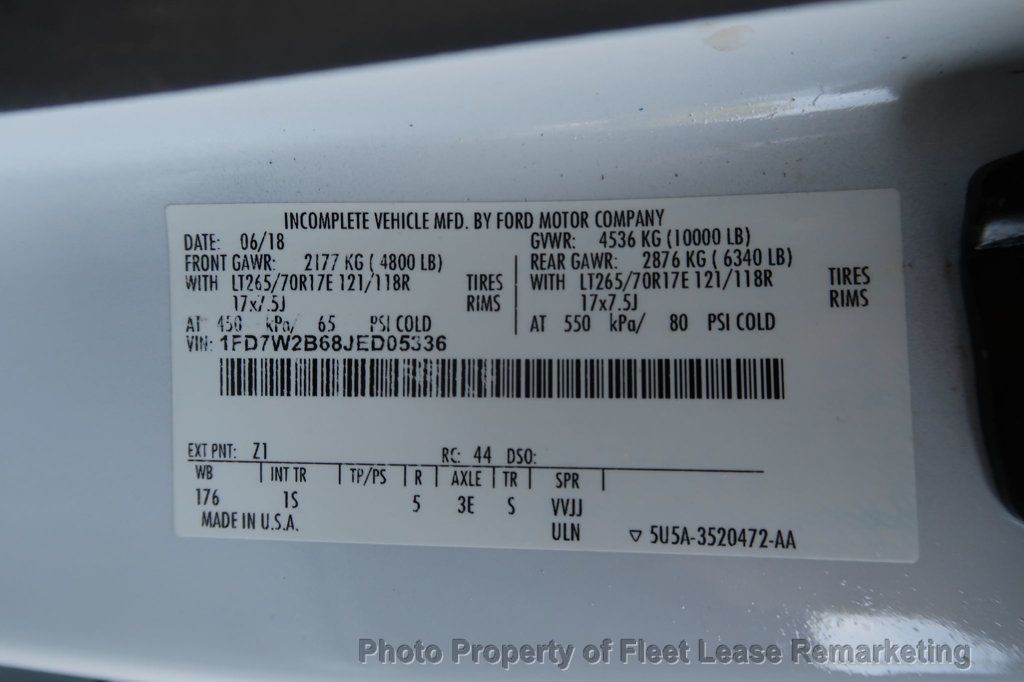 INCOMPLETE VEHICLE MFD. BY FORD MOTOR COMPANY
DATE: 06/18 GVWR: 4536 KG (10000 LB)
FRONT GAWR: 2177 KG ( 4800 LB) REAR GAWR: 2876 KG ( 6340 LB)
WITH LT265/70R17E 121/118R TIRES WITH LT265/70R17E 121/118R TIRES
17x7.5J RIMS 17x7.5J RIMS
AT 450 kPa/ 65 PSI COLD AT 550 kPa/ 80 PSI COLD
VIN: 1FD7W2B68JED05336
EXT PNT: Z1 RC: 44 DSO:
WB INT TR TP/PS R AXLE TR SPR
176 1S 5 3E S VVJJ
MADE IN U.S.A. ULN ▽ 5U5A-3520472-AA
Photo Property of Fleet Lease Remarketing